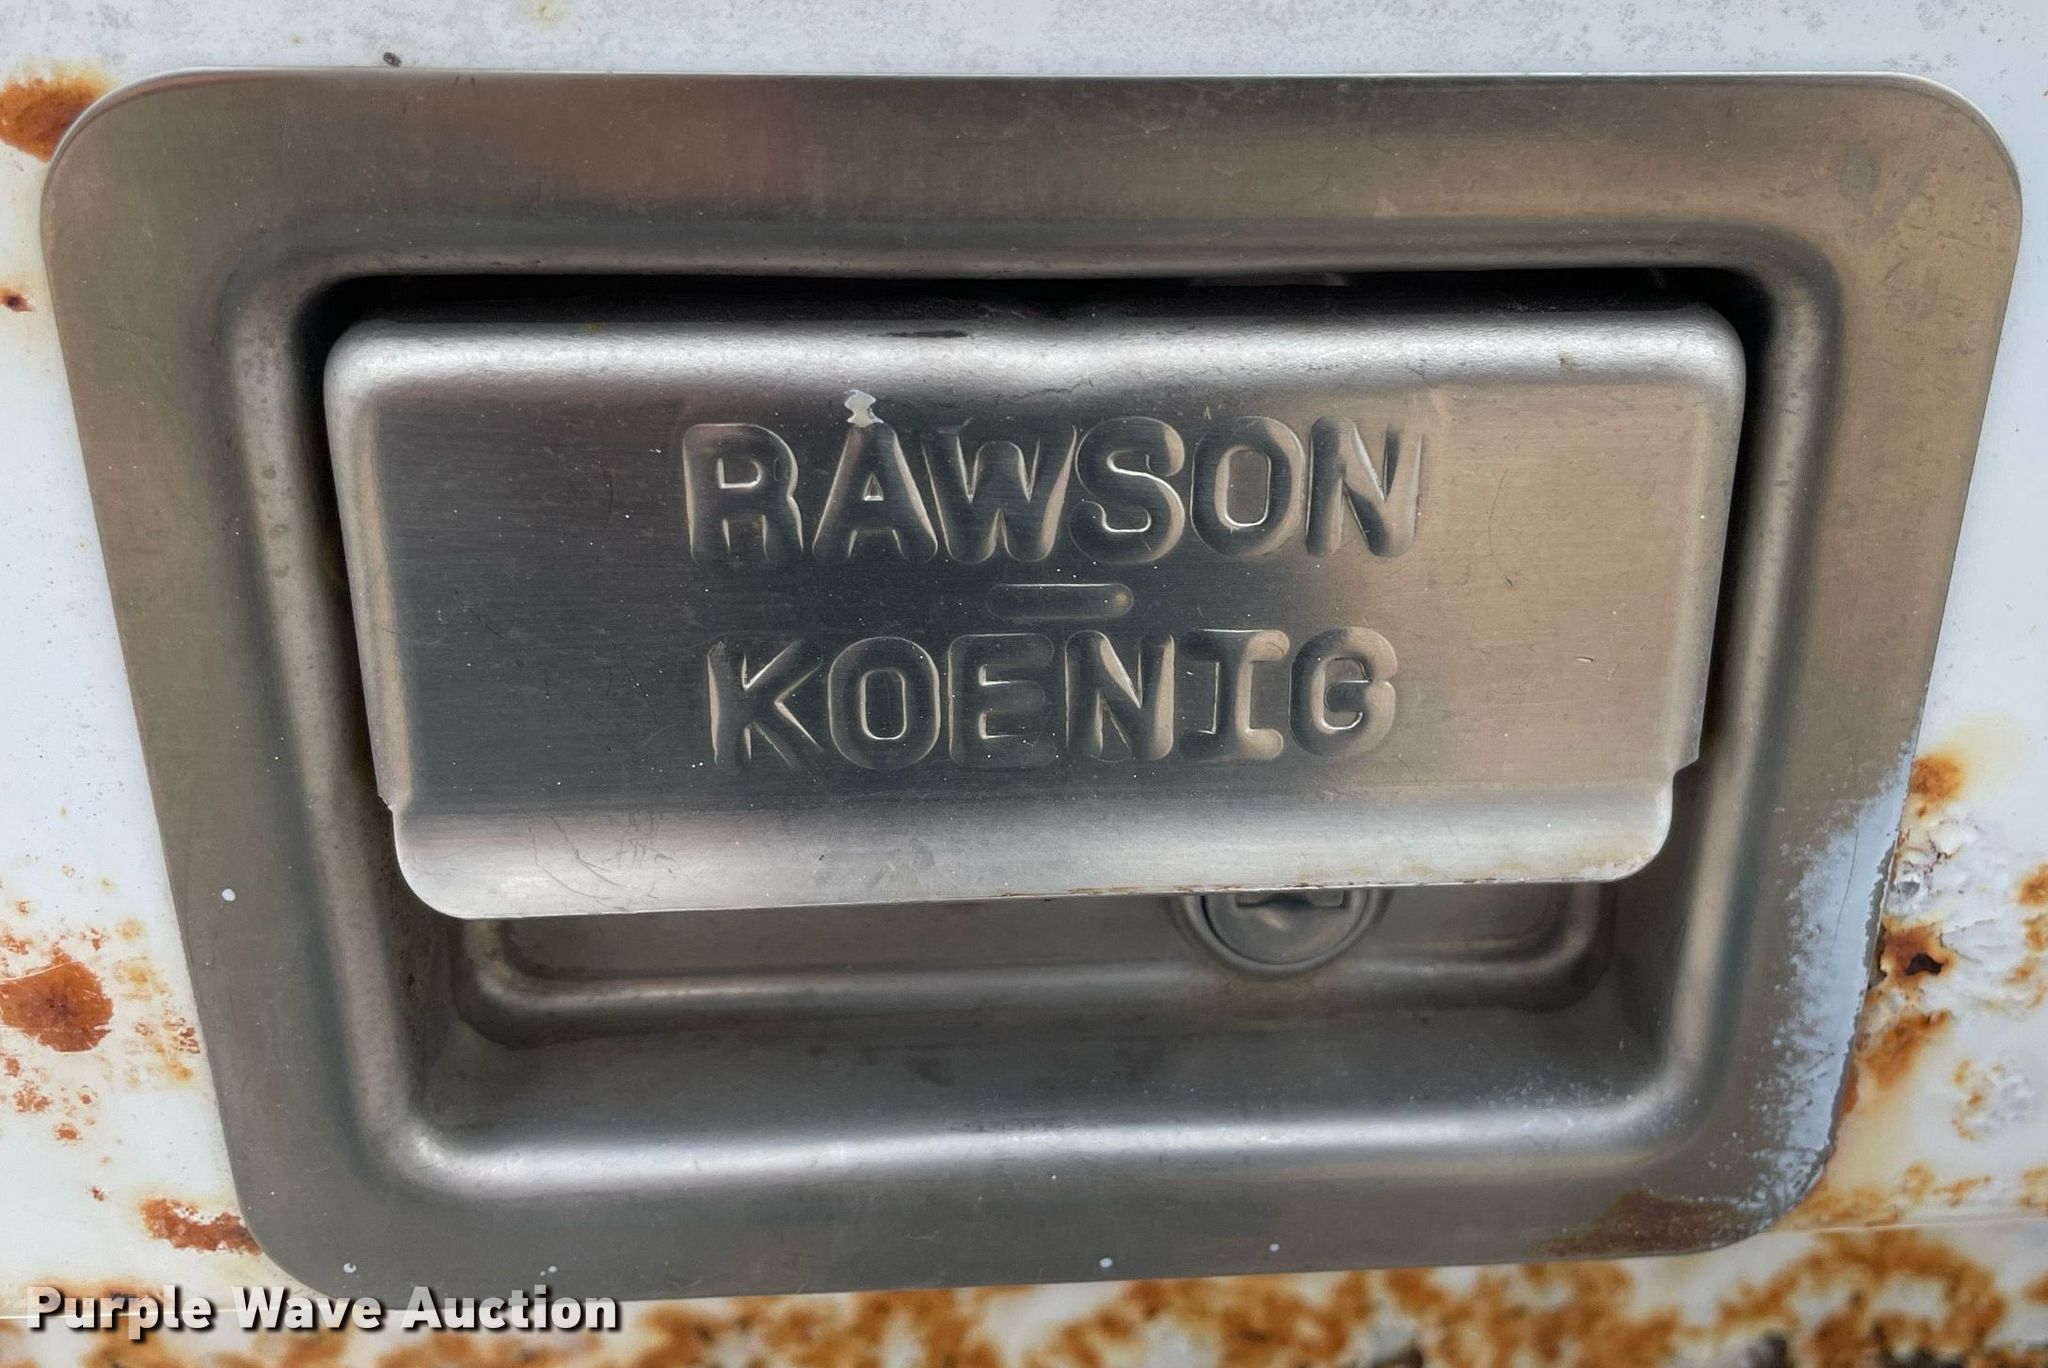 RAWSON
-
KOENIG
Purple Wave Auction